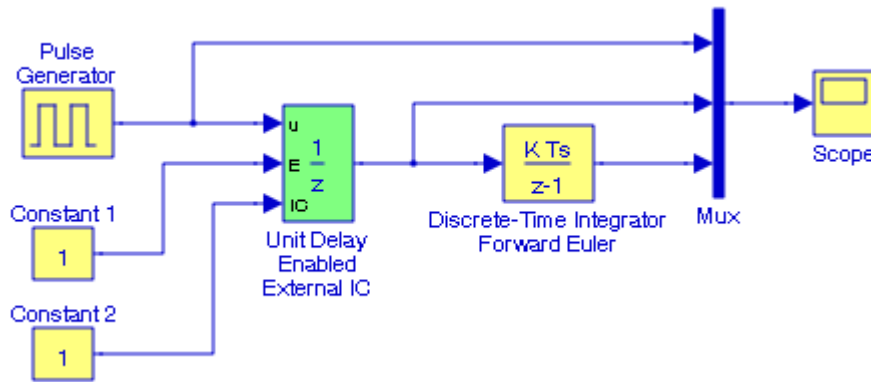 Pulse
Generator
u
E
IC
1
z
K Ts
z-1
Scope
Mux
Discrete-Time Integrator
Forward Euler
Unit Delay
Enabled
External IC
Constant 1
1
Constant 2
1